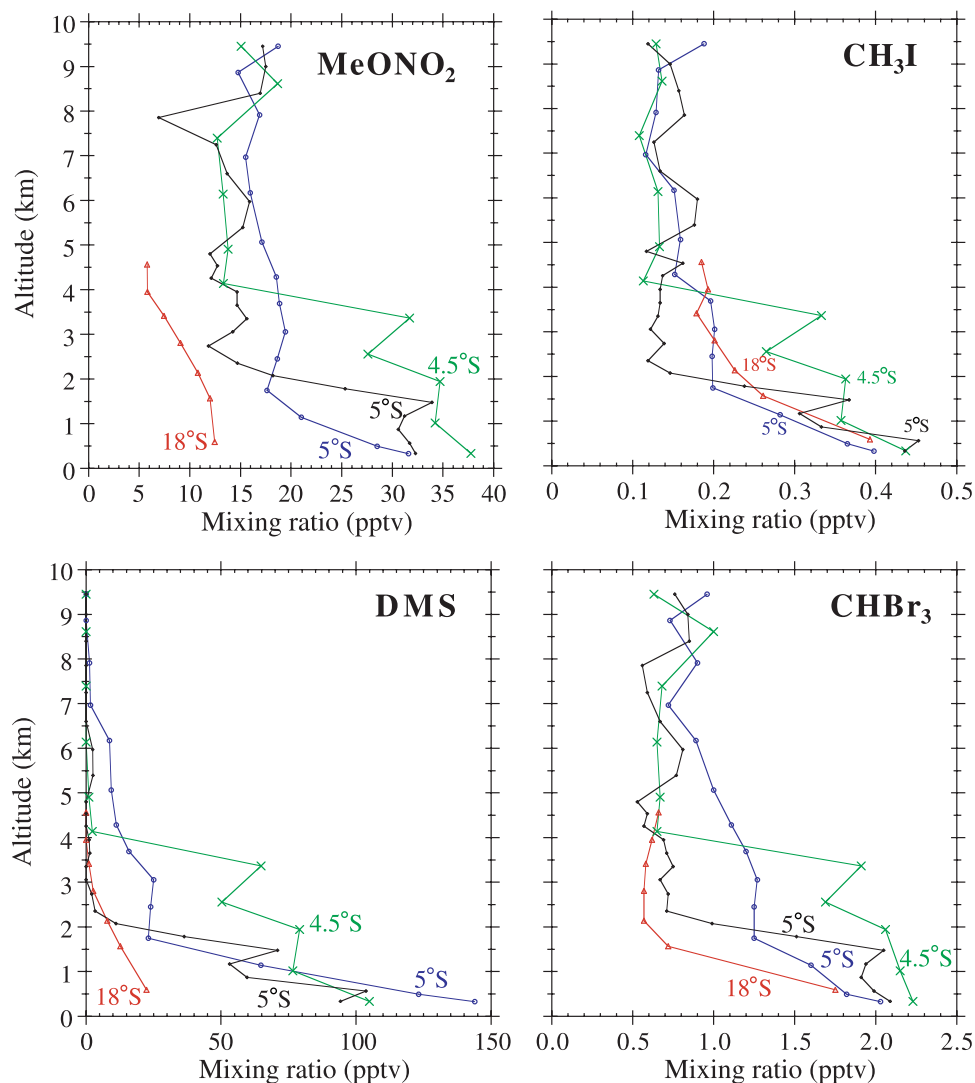 MeONO₂
10
9
8
7
6
5
4
3
2
1
0
Altitude (km)
4.5°S
5°S
5°S
18°S
0 5 10 15 20 25 30 35 40
Mixing ratio (pptv)
CH₃I
18°S
4.5°S
5°S
5°S
0 0.1 0.2 0.3 0.4 0.5
Mixing ratio (pptv)
DMS
10
9
8
7
6
5
4
3
2
1
0
Altitude (km)
4.5°S
5°S
5°S
18°S
0 50 100 150
Mixing ratio (pptv)
CHBr₃
5°S
4.5°S
5°S
18°S
0.0 0.5 1.0 1.5 2.0 2.5
Mixing ratio (pptv)